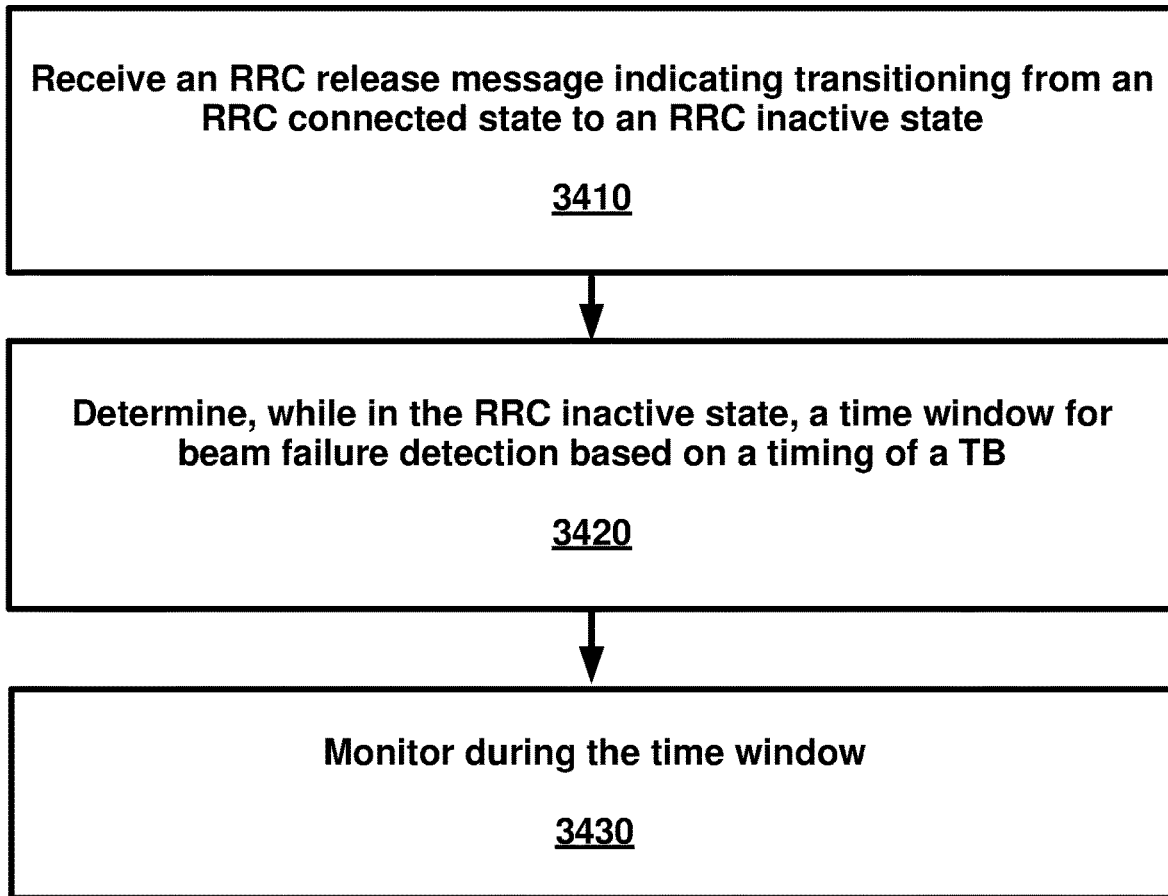 Receive an RRC release message indicating transitioning from an
RRC connected state to an RRC inactive state
3410
Determine, while in the RRC inactive state, a time window for
beam failure detection based on a timing of a TB
3420
Monitor during the time window
3430